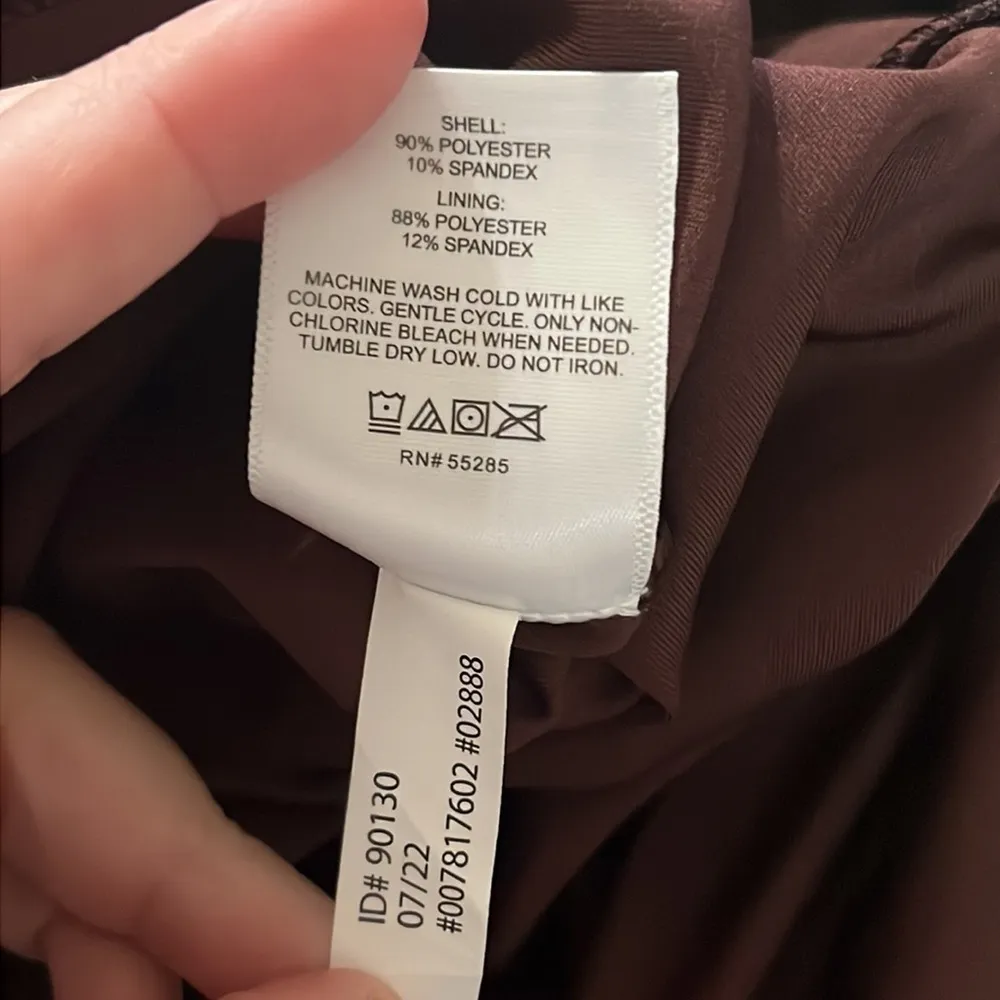 SHELL:
90% POLYESTER
10% SPANDEX
LINING:
88% POLYESTER
12% SPANDEX
MACHINE WASH COLD WITH LIKE
COLORS. GENTLE CYCLE. ONLY NON-
CHLORINE BLEACH WHEN NEEDED.
TUMBLE DRY LOW. DO NOT IRON.
RN# 55285
ID# 90130
07/22
#007817602 #02888